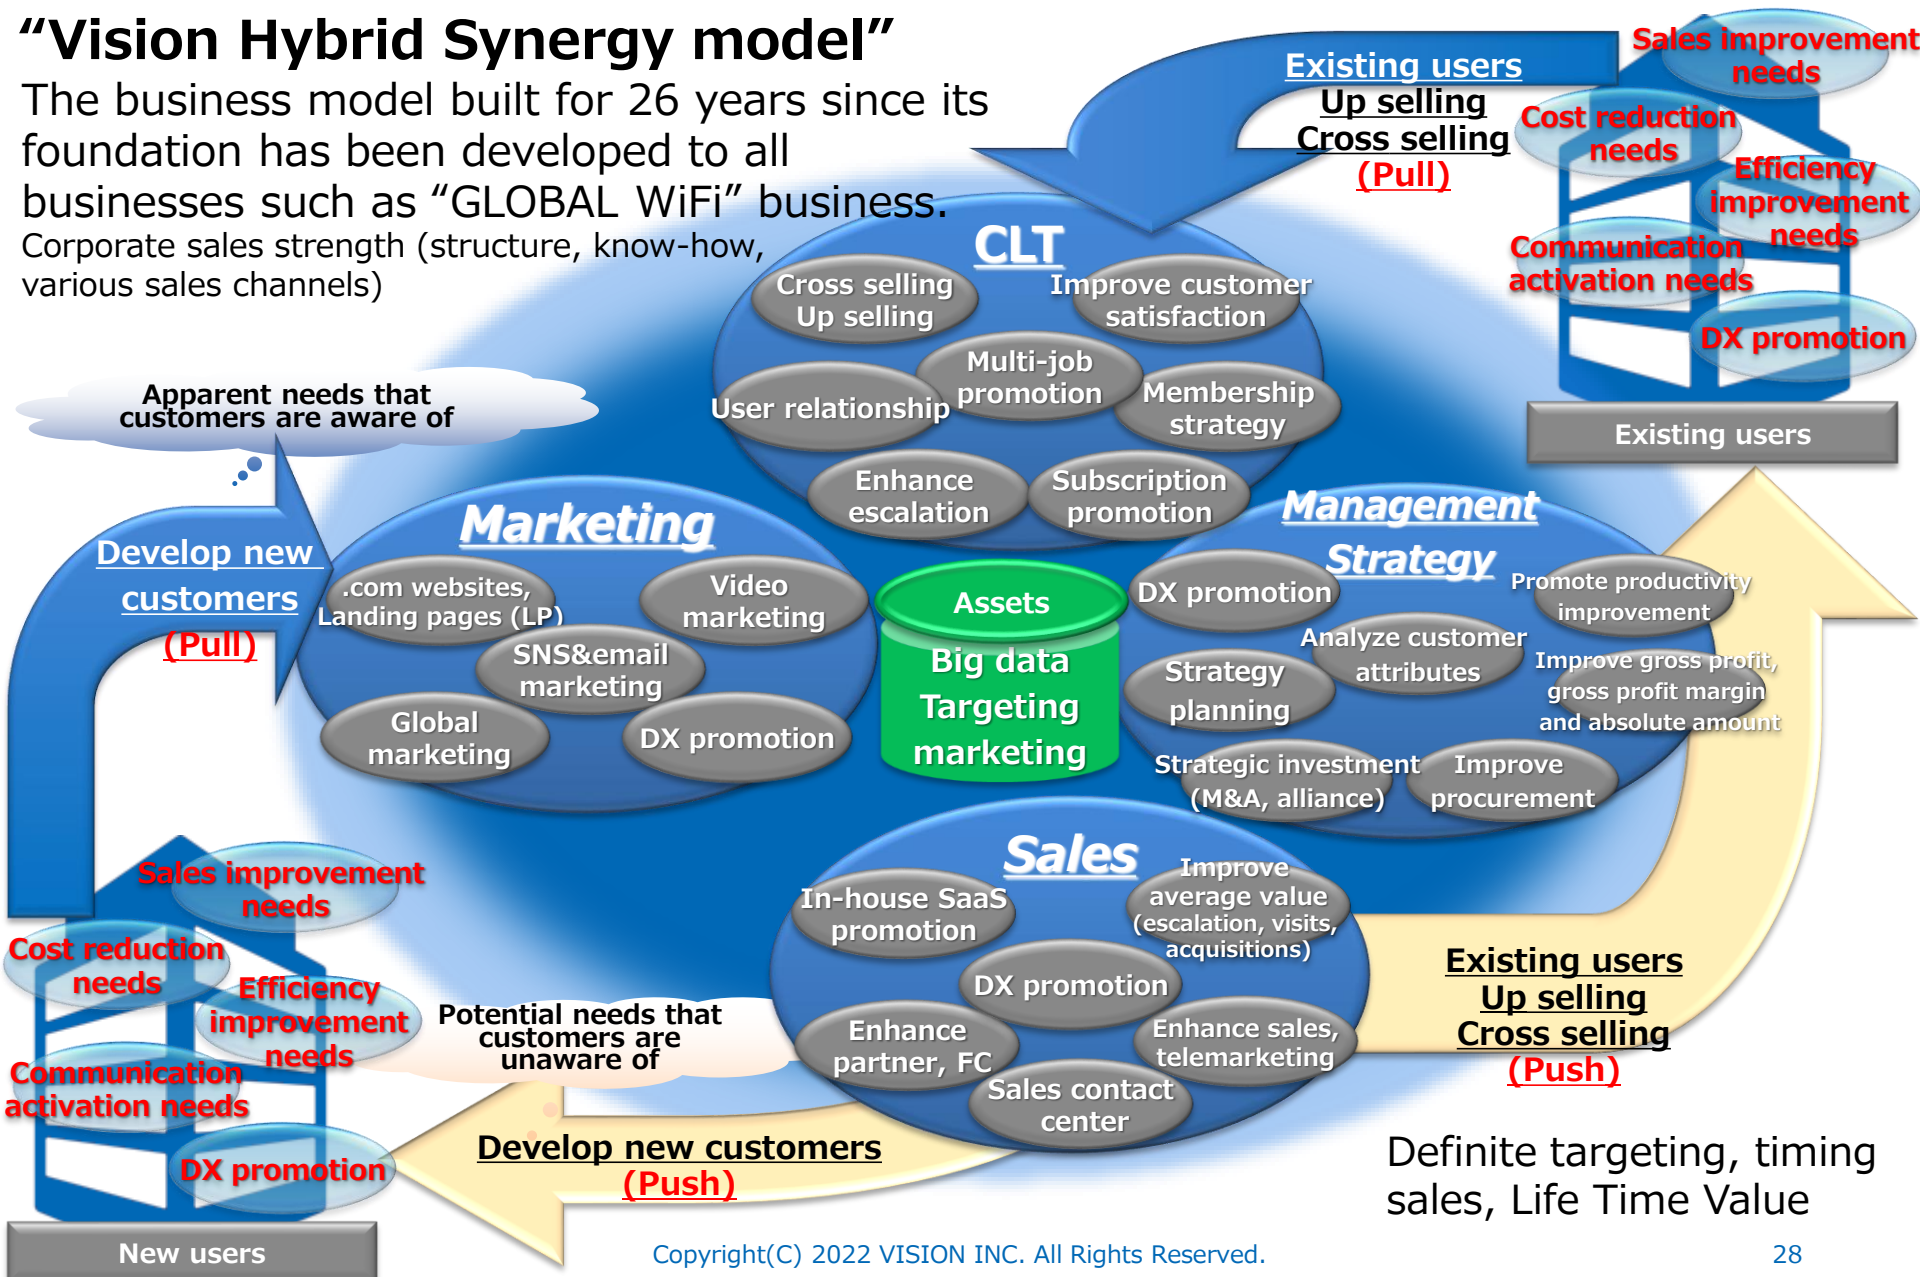 “Vision Hybrid Synergy model”
The business model built for 26 years since its
foundation has been developed to all
businesses such as “GLOBAL WiFi” business.
Corporate sales strength (structure, know-how,
various sales channels)
Existing users
Up selling
Cross selling
(Pull)
Sales improvement
needs
Cost reduction
needs
Efficiency
improvement
needs
Communication
activation needs
DX promotion
Existing users
CLT
Cross selling
Up selling
Improve customer
satisfaction
Multi-job
promotion
User relationship
Membership
strategy
Enhance
escalation
Subscription
promotion
Apparent needs that
customers are aware of
Develop new
customers
(Pull)
Marketing
.com websites,
Landing pages (LP)
Video
marketing
SNS&email
marketing
Global
marketing
DX promotion
Assets
Big data
Targeting
marketing
Management
Strategy
DX promotion
Promote productivity
improvement
Analyze customer
attributes
Strategy
planning
Improve gross profit,
gross profit margin
and absolute amount
Strategic investment
(M&A, alliance)
Improve
procurement
Sales
In-house SaaS
promotion
Improve
average value
(escalation, visits,
acquisitions)
DX promotion
Enhance
partner, FC
Enhance sales,
telemarketing
Sales contact
center
Existing users
Up selling
Cross selling
(Push)
Sales improvement
needs
Cost reduction
needs
Efficiency
improvement
needs
Communication
activation needs
DX promotion
New users
Potential needs that
customers are
unaware of
Develop new customers
(Push)
Definite targeting, timing
sales, Life Time Value
Copyright(C) 2022 VISION INC. All Rights Reserved.
28